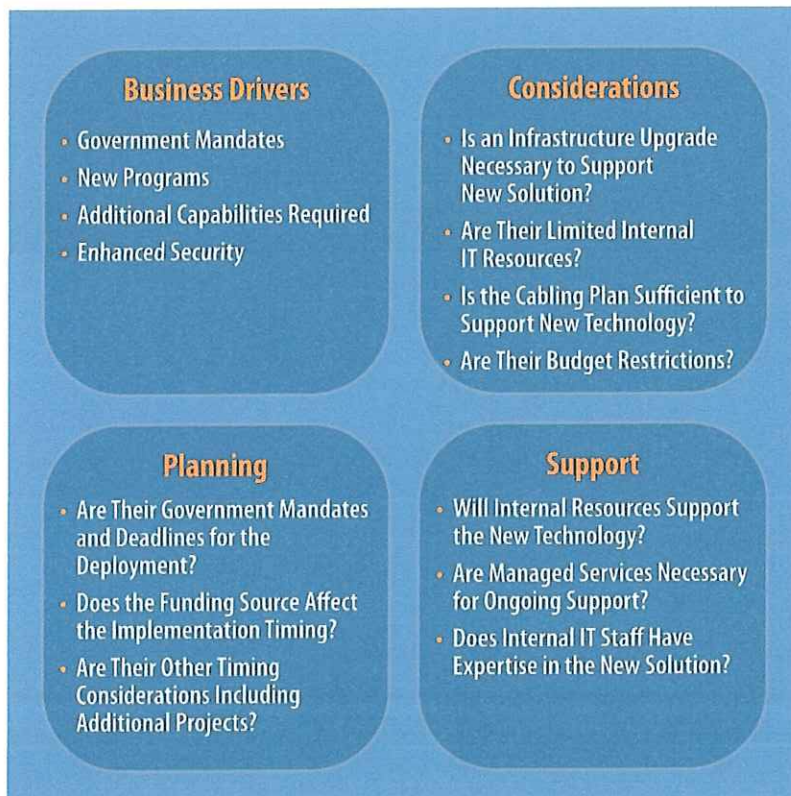 Business Drivers
• Government Mandates
• New Programs
• Additional Capabilities Required
• Enhanced Security
Considerations
• Is an Infrastructure Upgrade
Necessary to Support
New Solution?
• Are Their Limited Internal
IT Resources?
• Is the Cabling Plan Sufficient to
Support New Technology?
• Are Their Budget Restrictions?
Planning
• Are Their Government Mandates
and Deadlines for the
Deployment?
• Does the Funding Source Affect
the Implementation Timing?
• Are Their Other Timing
Considerations Including
Additional Projects?
Support
• Will Internal Resources Support
the New Technology?
• Are Managed Services Necessary
for Ongoing Support?
• Does Internal IT Staff Have
Expertise in the New Solution?